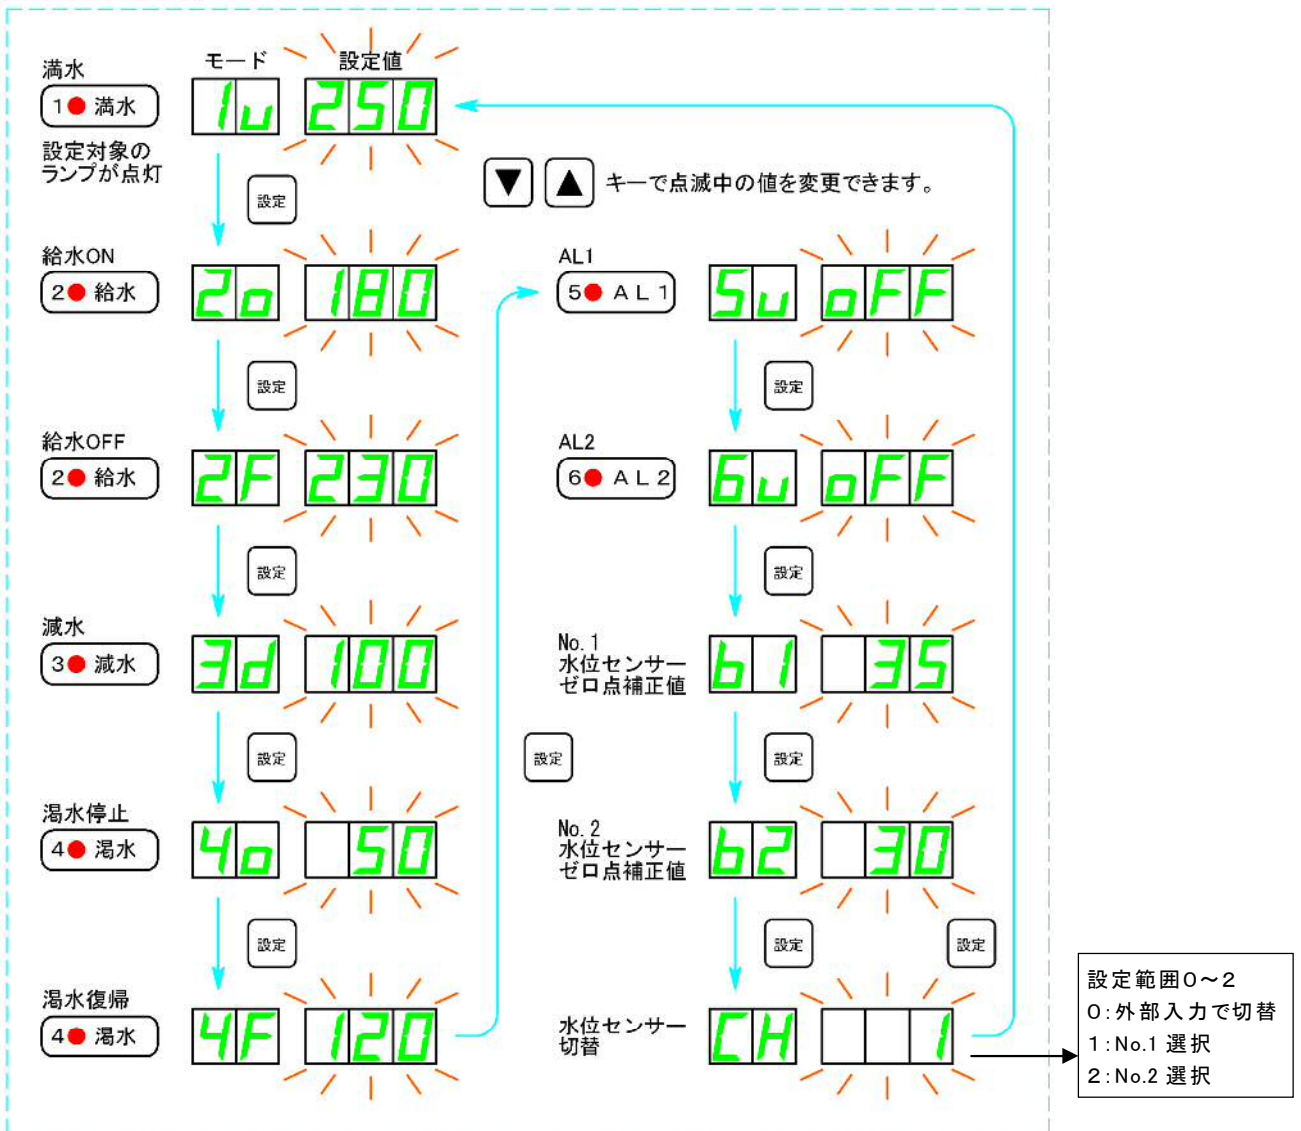 満水
モード
設定値
1● 満水
1u 250
設定対象の
ランプが点灯
設定
▼ ▲ キーで点滅中の値を変更できます。
給水ON
2● 給水
2o 180
設定
給水OFF
2● 給水
2F 230
設定
減水
3● 減水
3d 100
設定
渇水停止
4● 渇水
4o 50
設定
渇水復帰
4● 渇水
4F 120
設定
AL1
5● AL1
5u oFF
設定
AL2
6● AL2
6u oFF
設定
No.1
水位センサー
ゼロ点補正値
b1 35
設定
No.2
水位センサー
ゼロ点補正値
b2 30
設定
設定
水位センサー
切替
CH 1
設定範囲0～2
0:外部入力で切替
1:No.1 選択
2:No.2 選択